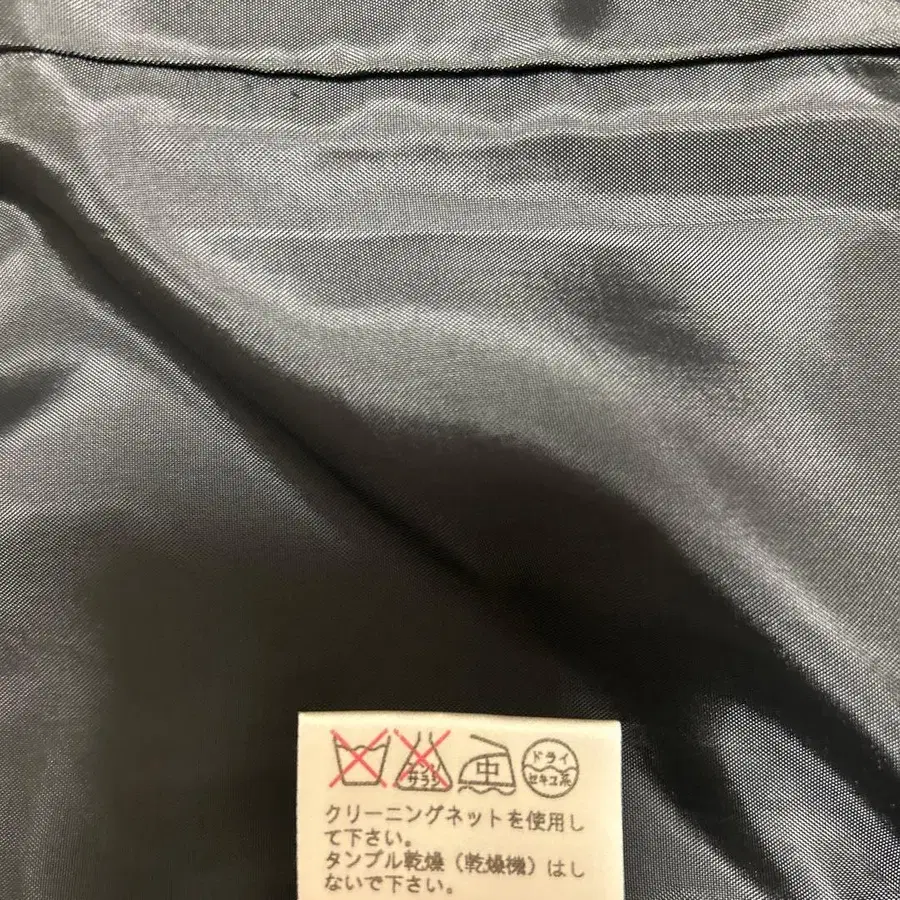 エンソ
サラシ
中
ドライ
セキユ系
クリーニングネットを使用し
て下さい。
タンブル乾燥（乾燥機）はし
ないで下さい。